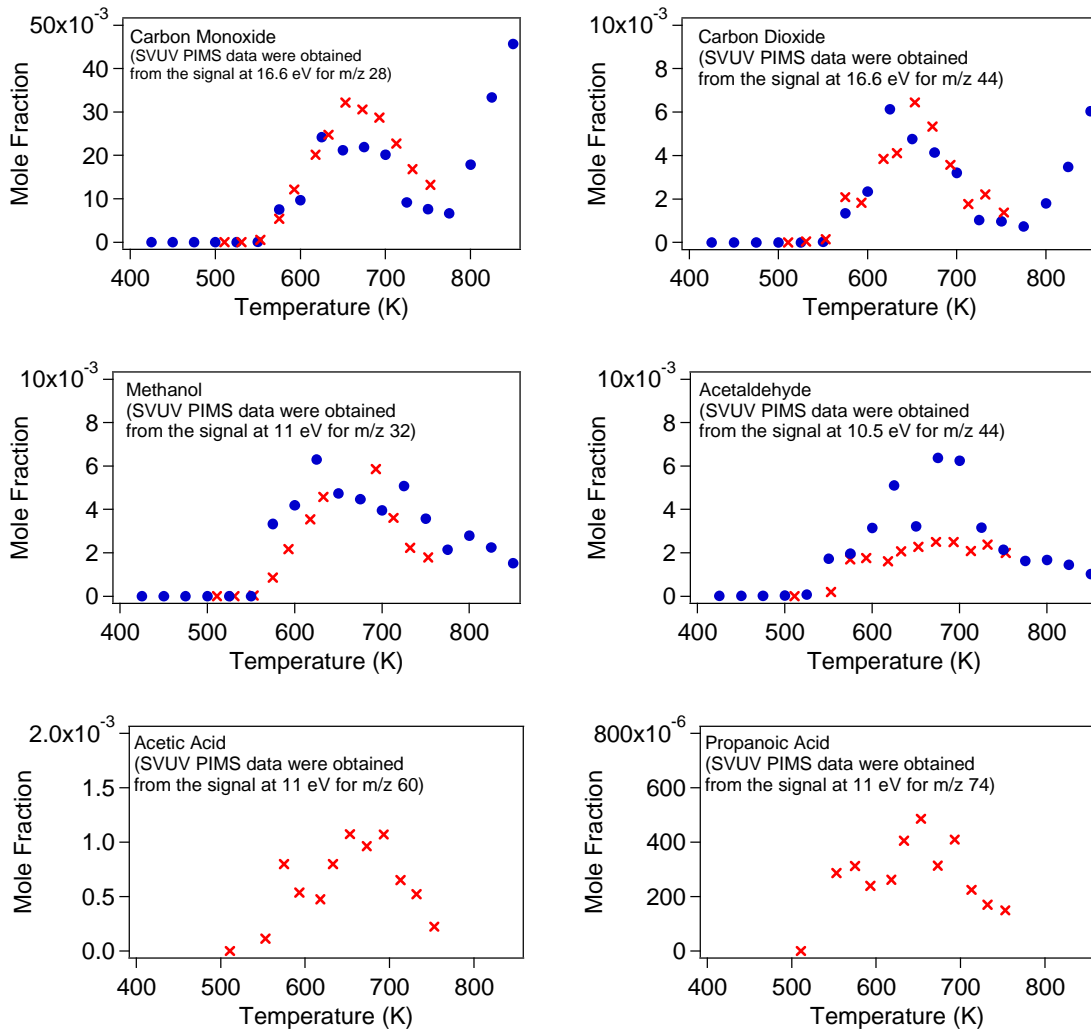 50x10-3
Carbon Monoxide
(SVUV PIMS data were obtained
from the signal at 16.6 eV for m/z 28)
40
30
20
10
0
Mole Fraction
400 500 600 700 800
Temperature (K)
10x10-3
Carbon Dioxide
(SVUV PIMS data were obtained
from the signal at 16.6 eV for m/z 44)
8
6
4
2
0
Mole Fraction
400 500 600 700 800
Temperature (K)
10x10-3
Methanol
(SVUV PIMS data were obtained
from the signal at 11 eV for m/z 32)
8
6
4
2
0
Mole Fraction
400 500 600 700 800
Temperature (K)
10x10-3
Acetaldehyde
(SVUV PIMS data were obtained
from the signal at 10.5 eV for m/z 44)
8
6
4
2
0
Mole Fraction
400 500 600 700 800
Temperature (K)
2.0x10-3
Acetic Acid
(SVUV PIMS data were obtained
from the signal at 11 eV for m/z 60)
1.5
1.0
0.5
0.0
Mole Fraction
400 500 600 700 800
Temperature (K)
800x10-6
Propanoic Acid
(SVUV PIMS data were obtained
from the signal at 11 eV for m/z 74)
600
400
200
0
Mole Fraction
400 500 600 700 800
Temperature (K)